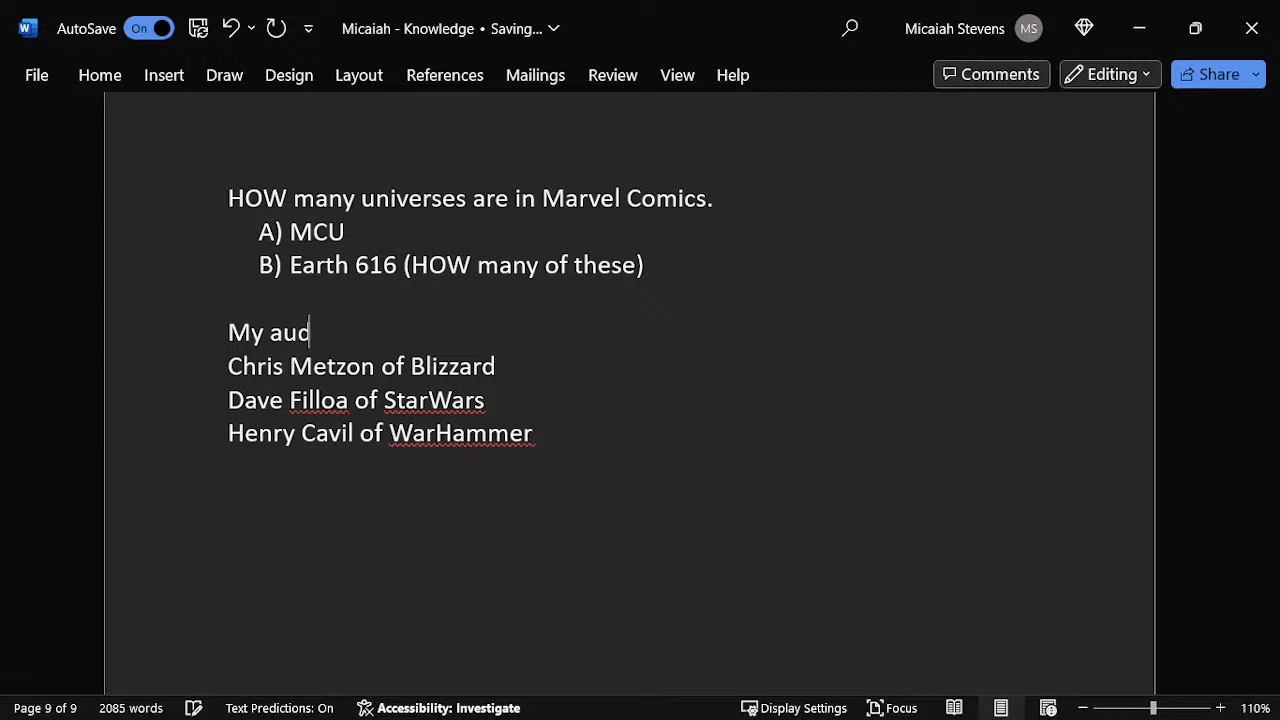 AutoSave On Micaiah - Knowledge • Saving... Micaiah Stevens MS
File Home Insert Draw Design Layout References Mailings Review View Help Comments Editing Share
HOW many universes are in Marvel Comics.
A) MCU
B) Earth 616 (HOW many of these)
My aud
Chris Metzon of Blizzard
Dave Filloa of StarWars
Henry Cavil of WarHammer
Page 9 of 9 2085 words Text Predictions: On Accessibility: Investigate Display Settings Focus 110%